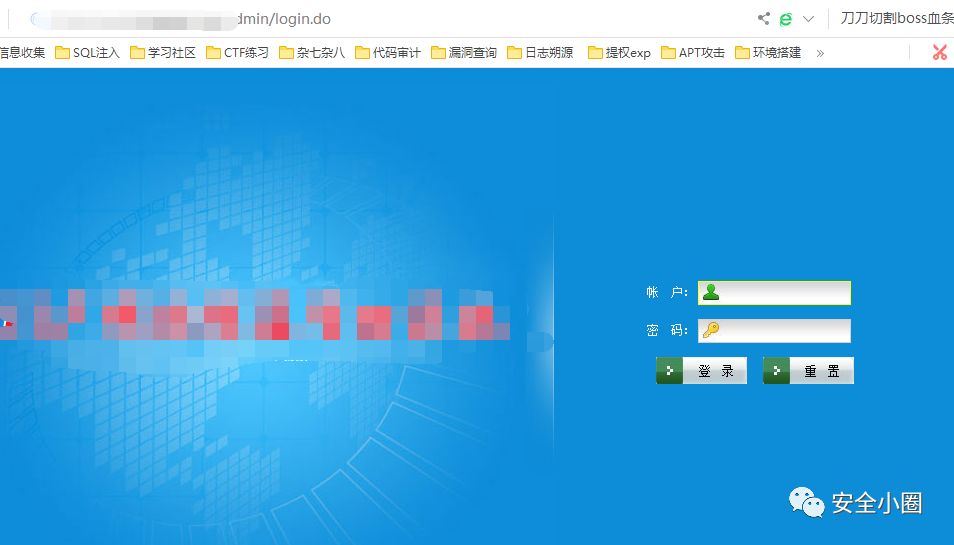 dmin/login.do
刀刀切割boss血条
信息收集 SQL注入 学习社区 CTF练习 杂七杂八 代码审计 漏洞查询 日志溯源 提权exp APT攻击 环境搭建 »
帐 户:
密 码:
登 录 重 置
安全小圈